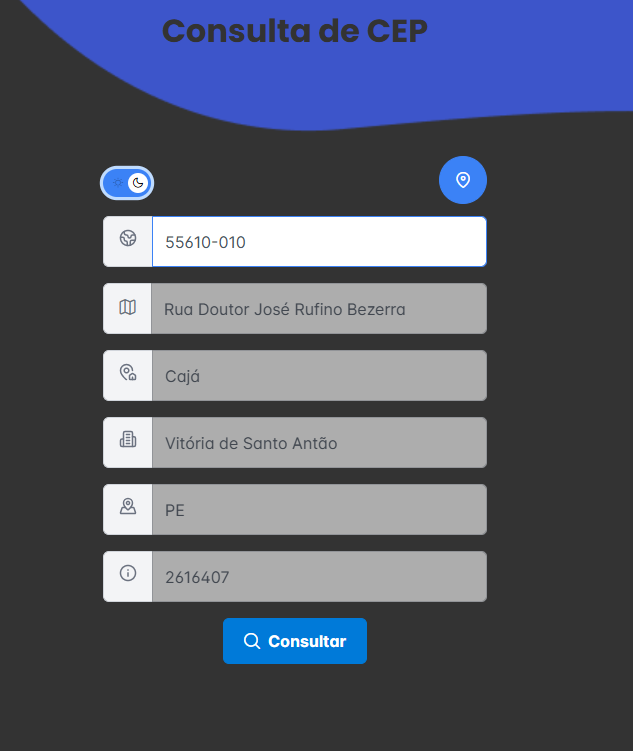 Consulta de CEP
55610-010
Rua Doutor José Rufino Bezerra
Cajá
Vitória de Santo Antão
PE
2616407
Consultar